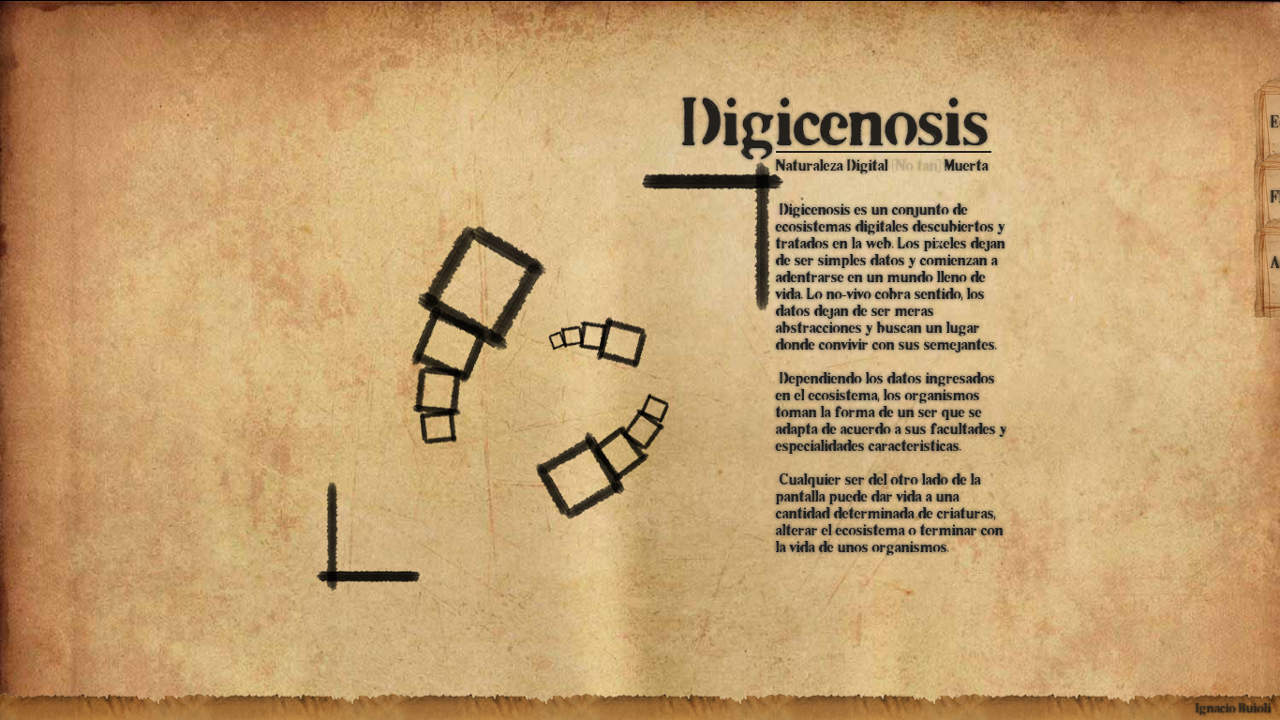 Digicenosis
Naturaleza Digital (No tan) Muerta
Digicenosis es un conjunto de
ecosistemas digitales descubiertos y
tratados en la web. Los pixeles dejan
de ser simples datos y comienzan a
adentrarse en un mundo lleno de
vida. Lo no-vivo cobra sentido, los
datos dejan de ser meras
abstracciones y buscan un lugar
donde convivir con sus semejantes.
Dependiendo los datos ingresados
en el ecosistema, los organismos
toman la forma de un ser que se
adapta de acuerdo a sus facultades y
especialidades caracteristicas.
Cualquier ser del otro lado de la
pantalla puede dar vida a una
cantidad determinada de criaturas,
alterar el ecosistema o terminar con
la vida de unos organismos.
E
F
A
Ignacio Buioli